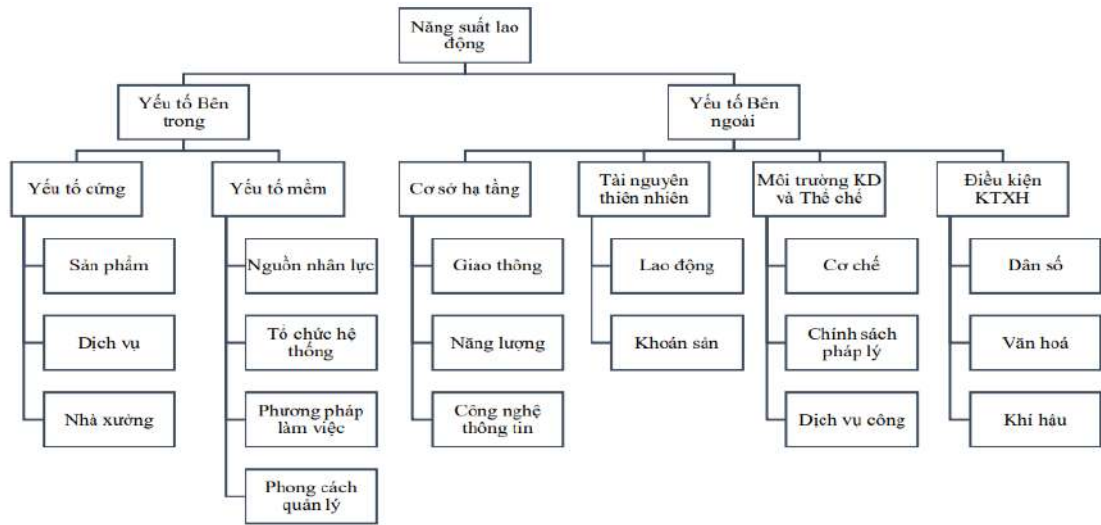 Năng suất lao
động
Yếu tố Bên
trong
Yếu tố Bên
ngoài
Yếu tố cứng
Yếu tố mềm
Cơ sở hạ tầng
Tài nguyên
thiên nhiên
Môi trường KD
và Thể chế
Điều kiện
KTXH
Sản phẩm
Nguồn nhân lực
Giao thông
Lao động
Cơ chế
Dân số
Dịch vụ
Tổ chức hệ
thống
Năng lượng
Khoán sản
Chính sách
pháp lý
Văn hoá
Nhà xưởng
Phương pháp
làm việc
Công nghệ
thông tin
Dịch vụ công
Khí hậu
Phong cách
quản lý